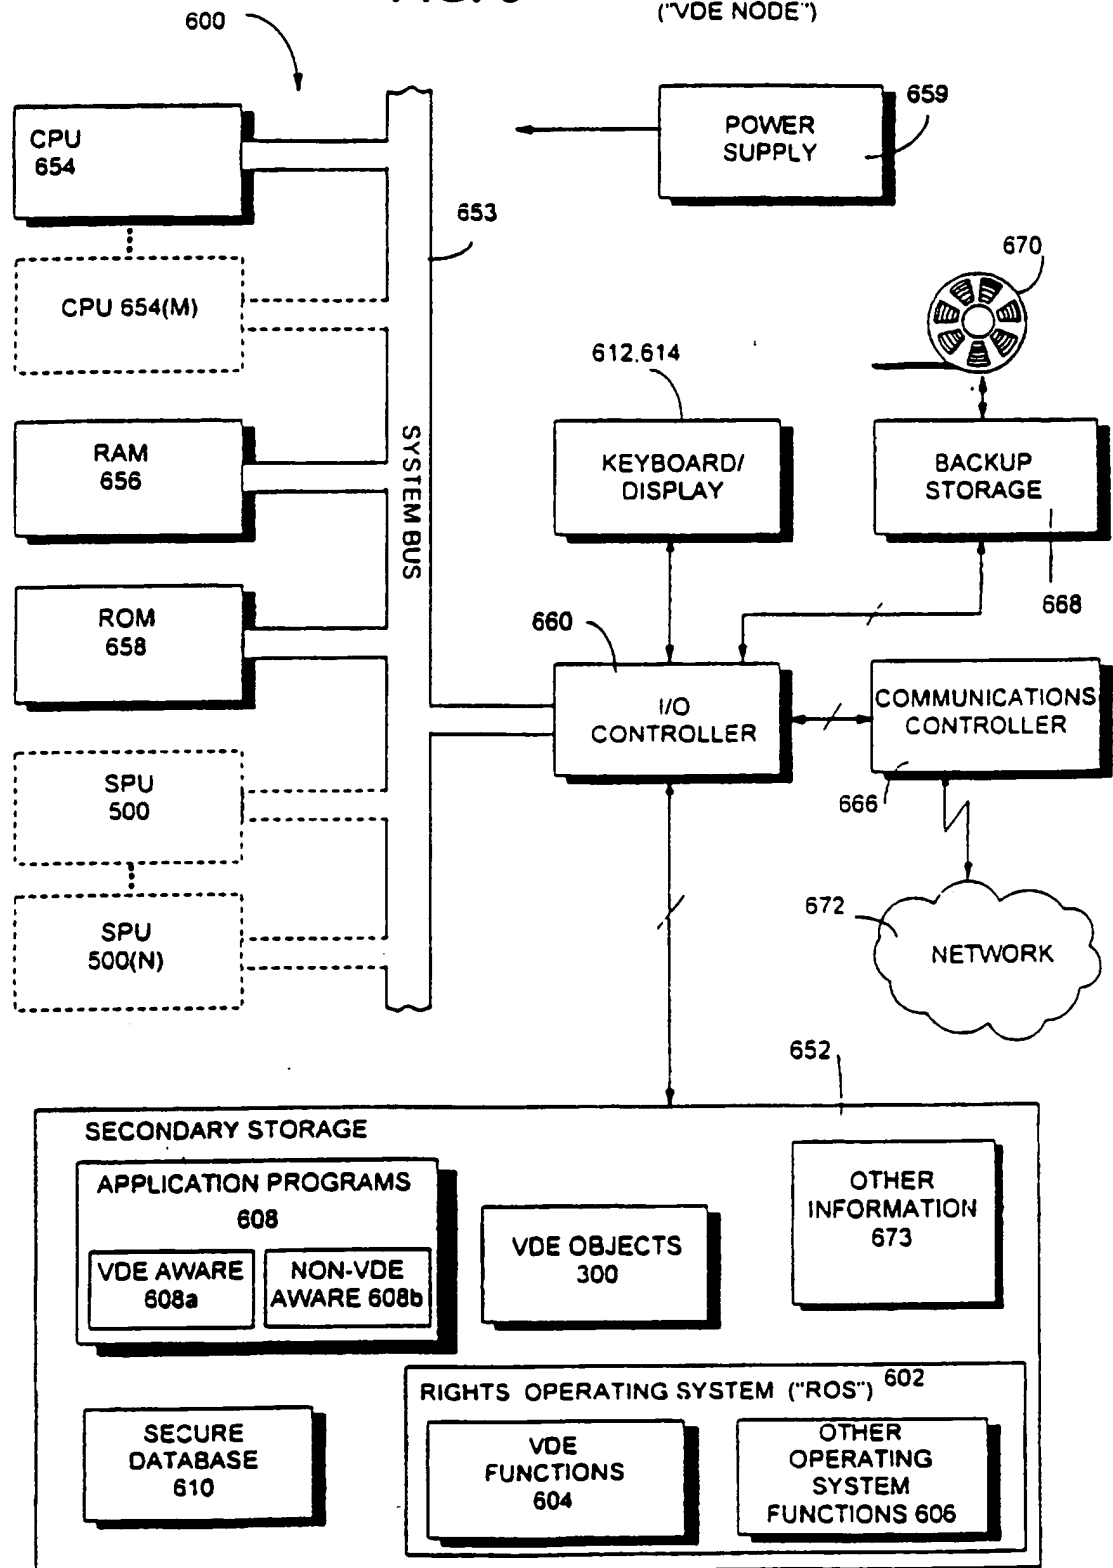 ("VDE NODE")
600
CPU
654
POWER
SUPPLY
659
653
CPU 654(M)
670
612,614
RAM
656
SYSTEM BUS
KEYBOARD/
DISPLAY
BACKUP
STORAGE
668
ROM
658
660
I/O
CONTROLLER
COMMUNICATIONS
CONTROLLER
666
SPU
500
SPU
500(N)
672
NETWORK
652
SECONDARY STORAGE
APPLICATION PROGRAMS
608
VDE AWARE
608a
NON-VDE
AWARE 608b
VDE OBJECTS
300
OTHER
INFORMATION
673
SECURE
DATABASE
610
RIGHTS OPERATING SYSTEM ("ROS") 602
VDE
FUNCTIONS
604
OTHER
OPERATING
SYSTEM
FUNCTIONS 606